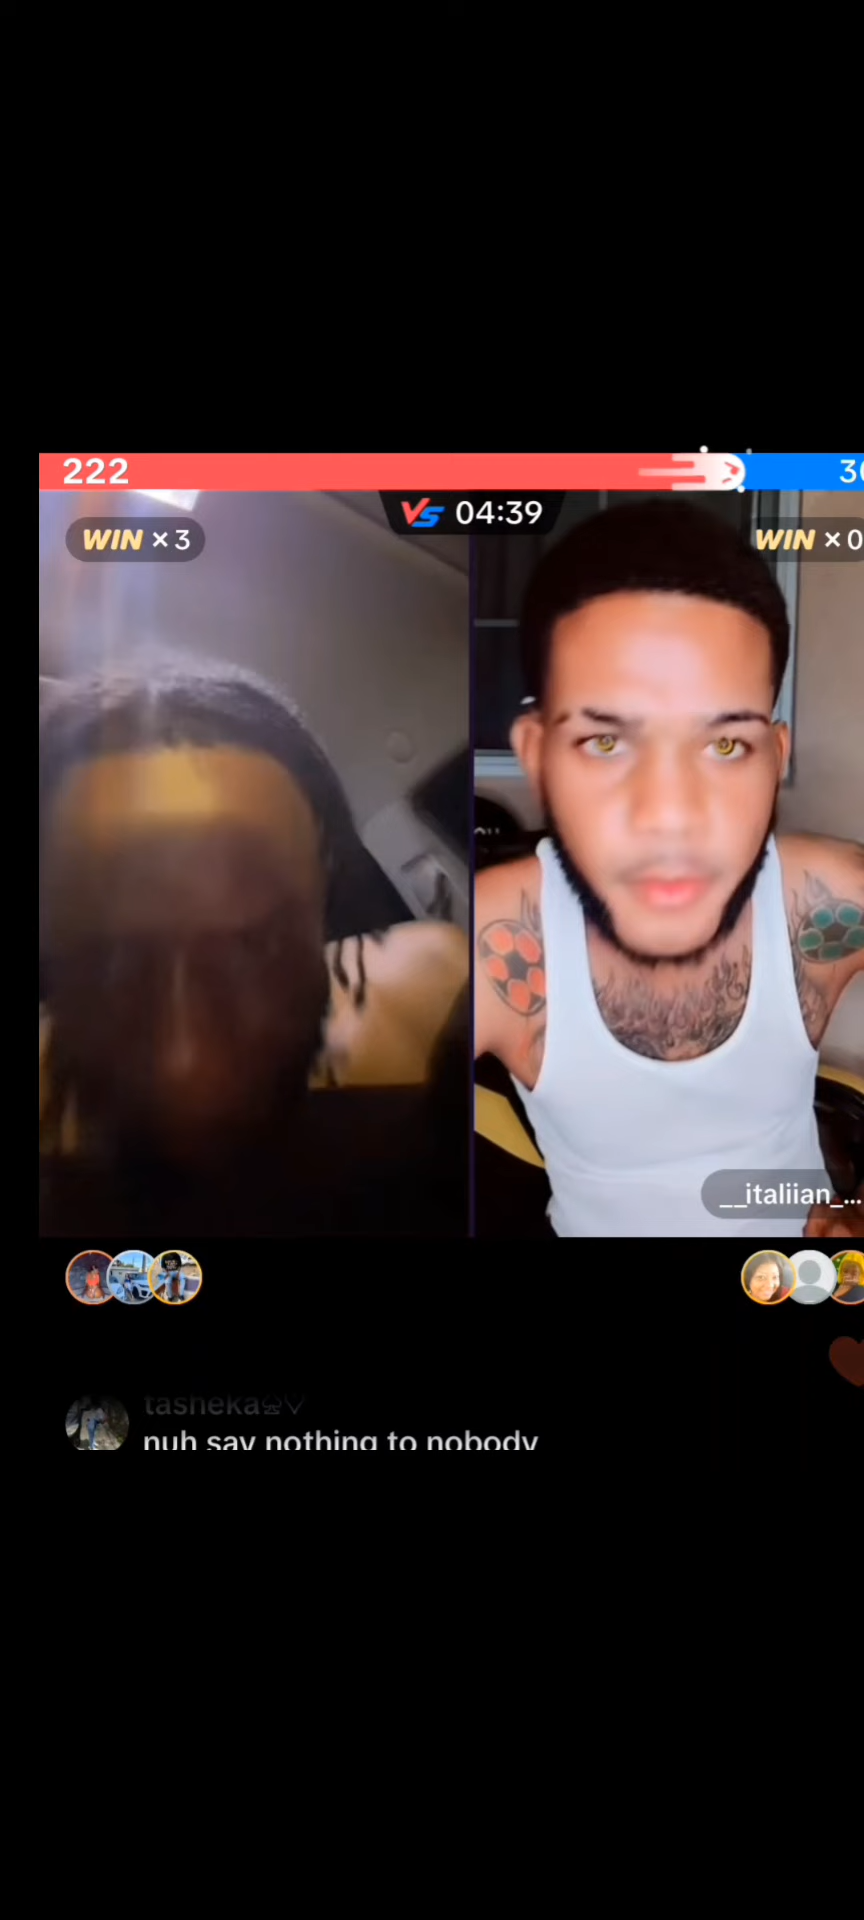 222
VS 04:39
WIN × 3
WIN × 0
__italiian_...
tasheka♤♡
nuh say nothing to nobody